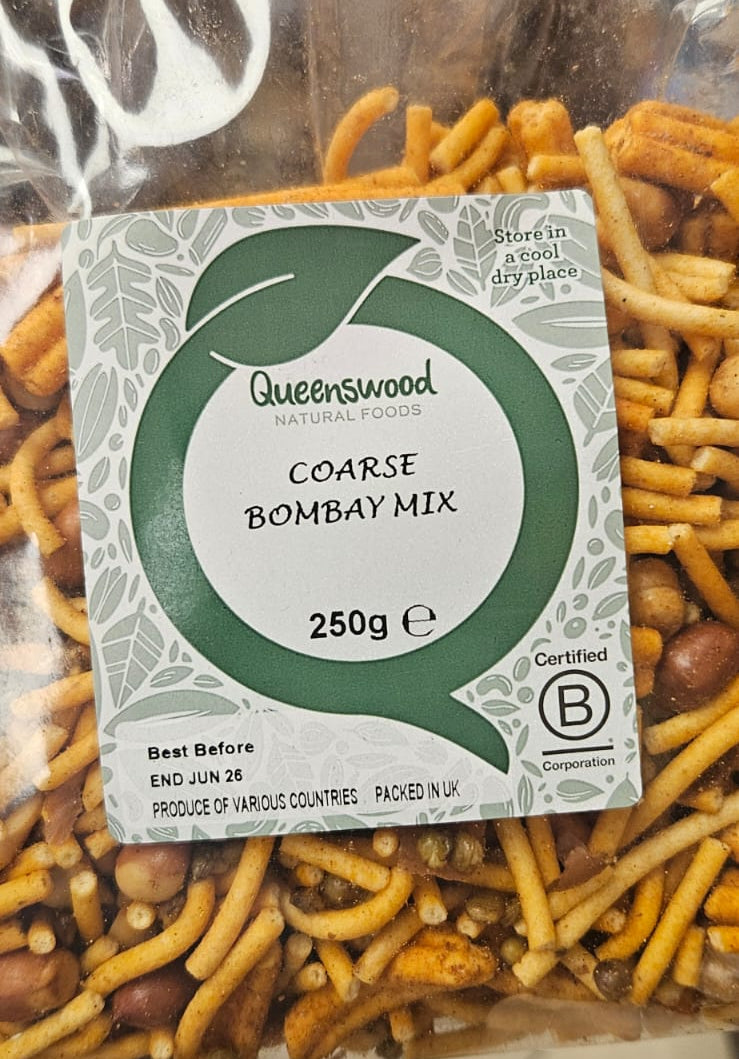 Store in
a cool
dry place
Queenswood
NATURAL FOODS
COARSE
BOMBAY MIX
250g ℮
Certified
B
Corporation
Best Before
END JUN 26
PRODUCE OF VARIOUS COUNTRIES PACKED IN UK